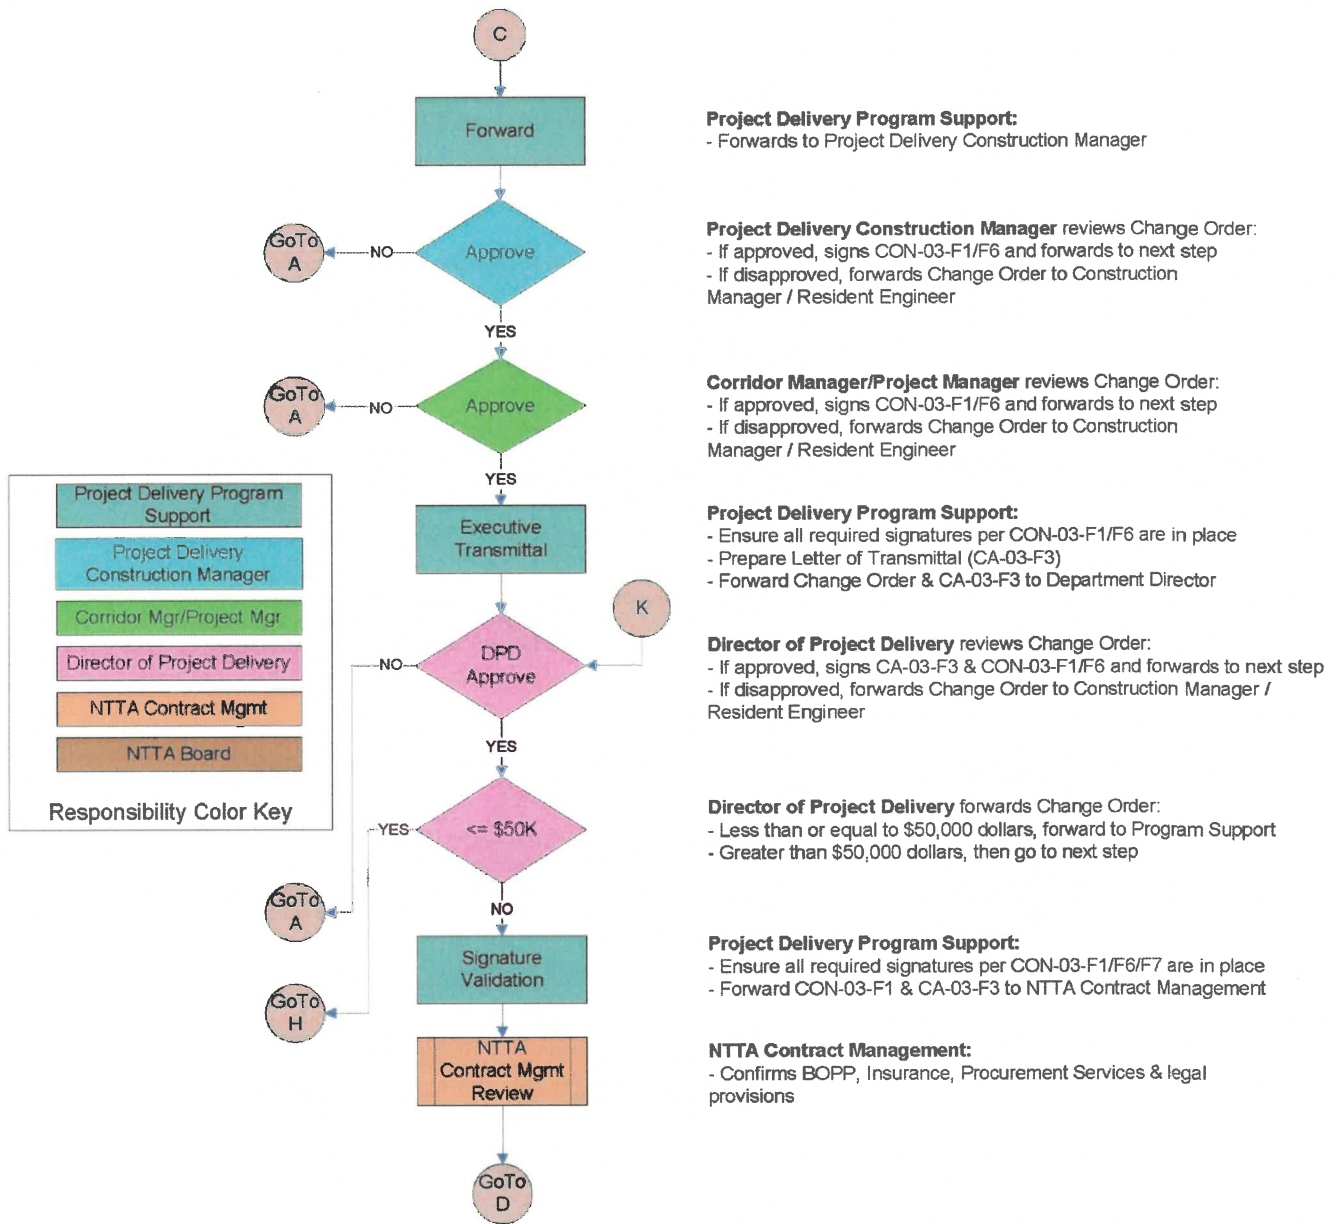 C
Forward
Project Delivery Program Support:
- Forwards to Project Delivery Construction Manager
GoTo
A
NO
Approve
Project Delivery Construction Manager reviews Change Order:
- If approved, signs CON-03-F1/F6 and forwards to next step
- If disapproved, forwards Change Order to Construction
Manager / Resident Engineer
YES
GoTo
A
NO
Approve
Corridor Manager/Project Manager reviews Change Order:
- If approved, signs CON-03-F1/F6 and forwards to next step
- If disapproved, forwards Change Order to Construction
Manager / Resident Engineer
YES
Project Delivery Program
Support
Project Delivery
Construction Manager
Corridor Mgr/Project Mgr
Director of Project Delivery
NTTA Contract Mgmt
NTTA Board
Responsibility Color Key
Executive
Transmittal
Project Delivery Program Support:
- Ensure all required signatures per CON-03-F1/F6 are in place
- Prepare Letter of Transmittal (CA-03-F3)
- Forward Change Order & CA-03-F3 to Department Director
K
NO
DPD
Approve
Director of Project Delivery reviews Change Order:
- If approved, signs CA-03-F3 & CON-03-F1/F6 and forwards to next step
- If disapproved, forwards Change Order to Construction Manager /
Resident Engineer
YES
YES
<= $50K
Director of Project Delivery forwards Change Order:
- Less than or equal to $50,000 dollars, forward to Program Support
- Greater than $50,000 dollars, then go to next step
GoTo
A
NO
Signature
Validation
Project Delivery Program Support:
- Ensure all required signatures per CON-03-F1/F6/F7 are in place
- Forward CON-03-F1 & CA-03-F3 to NTTA Contract Management
GoTo
H
NTTA
Contract Mgmt
Review
NTTA Contract Management:
- Confirms BOPP, Insurance, Procurement Services & legal
provisions
GoTo
D